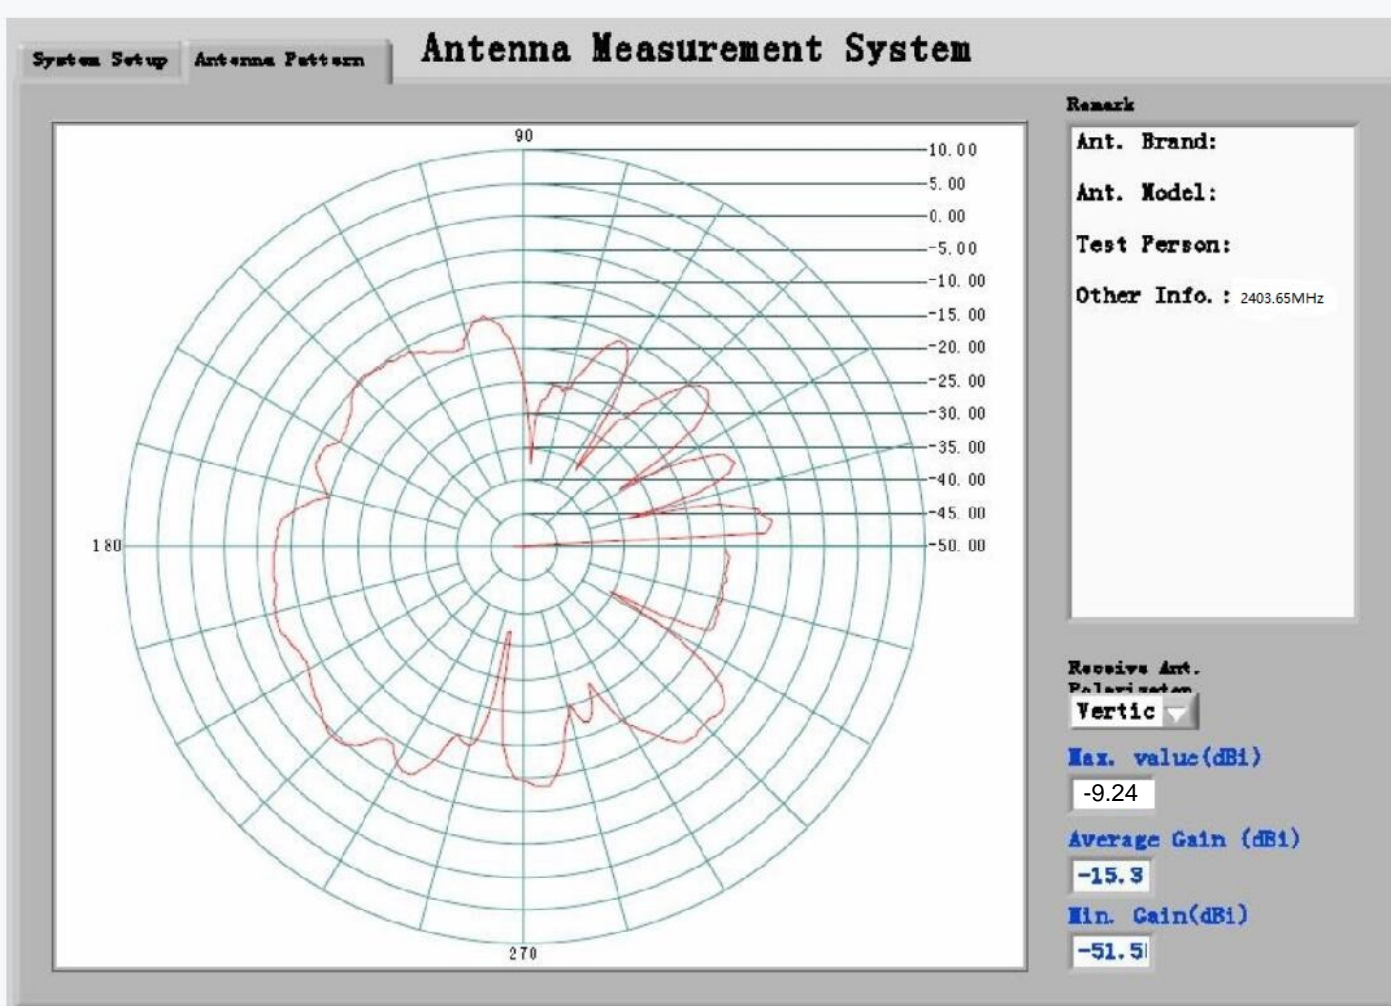 Antenna Measurement System
System Setup
Antenna Pattern
90
10.00
5.00
0.00
-5.00
-10.00
-15.00
-20.00
-25.00
-30.00
-35.00
-40.00
-45.00
-50.00
180
270
Remark
Ant. Brand:
Ant. Model:
Test Person:
Other Info.: 2403.65MHz
Receive Ant.
Polarizaton
Vertic
Max. value(dBi)
-9.24
Average Gain (dBi)
-15.3
Min. Gain(dBi)
-51.5